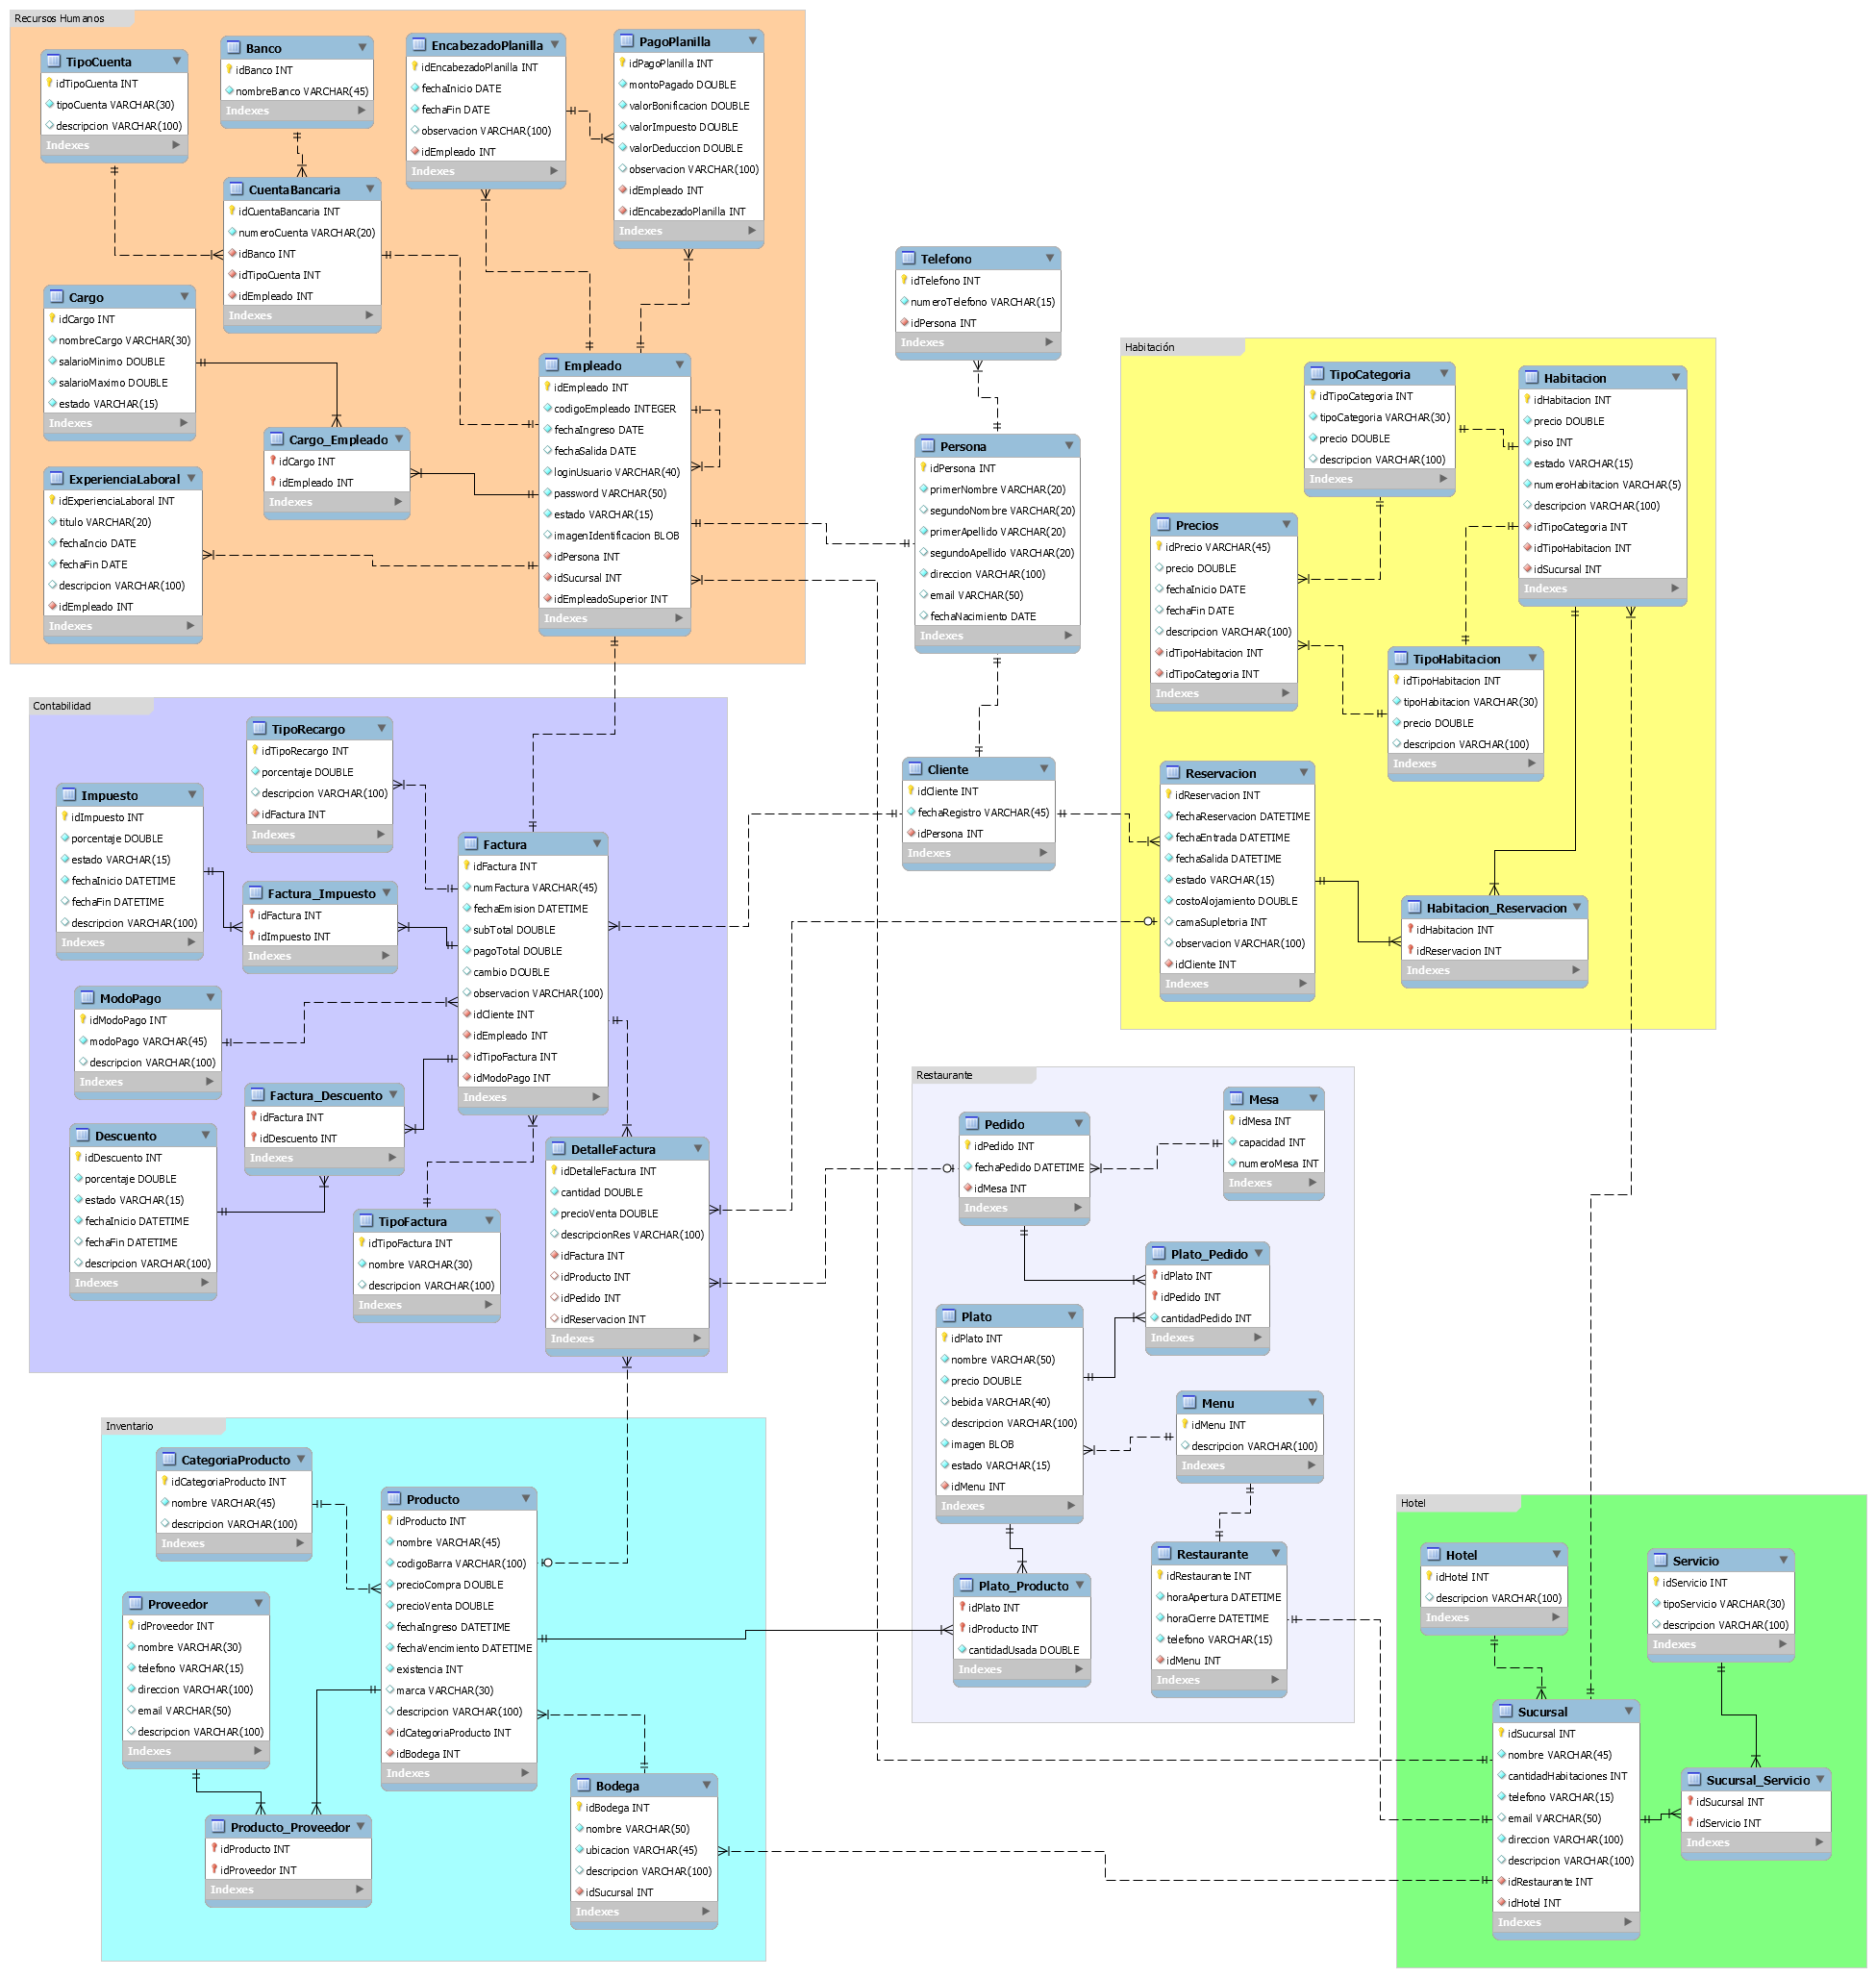 Recursos Humanos
TipoCuenta
idTipoCuenta INT
tipoCuenta VARCHAR(30)
descripcion VARCHAR(100)
Indexes
Banco
idBanco INT
nombreBanco VARCHAR(45)
Indexes
EncabezadoPlanilla
idEncabezadoPlanilla INT
fechaInicio DATE
fechaFin DATE
observacion VARCHAR(100)
idEmpleado INT
Indexes
PagoPlanilla
idPagoPlanilla INT
montoPagado DOUBLE
valorBonificacion DOUBLE
valorImpuesto DOUBLE
valorDeduccion DOUBLE
observacion VARCHAR(100)
idEmpleado INT
idEncabezadoPlanilla INT
Indexes
CuentaBancaria
idCuentaBancaria INT
numeroCuenta VARCHAR(20)
idBanco INT
idTipoCuenta INT
idEmpleado INT
Indexes
Cargo
idCargo INT
nombreCargo VARCHAR(30)
salarioMinimo DOUBLE
salarioMaximo DOUBLE
estado VARCHAR(15)
Indexes
Cargo_Empleado
idCargo INT
idEmpleado INT
Indexes
ExperienciaLaboral
idExperienciaLaboral INT
titulo VARCHAR(20)
fechaIncio DATE
fechaFin DATE
descripcion VARCHAR(100)
idEmpleado INT
Indexes
Empleado
idEmpleado INT
codigoEmpleado INTEGER
fechaIngreso DATE
fechaSalida DATE
loginUsuario VARCHAR(40)
password VARCHAR(50)
estado VARCHAR(15)
imagenIdentificacion BLOB
idPersona INT
idSucursal INT
idEmpleadoSuperior INT
Indexes
Telefono
idTelefono INT
numeroTelefono VARCHAR(15)
idPersona INT
Indexes
Persona
idPersona INT
primerNombre VARCHAR(20)
segundoNombre VARCHAR(20)
primerApellido VARCHAR(20)
segundoApellido VARCHAR(20)
direccion VARCHAR(100)
email VARCHAR(50)
fechaNacimiento DATE
Indexes
Cliente
idCliente INT
fechaRegistro VARCHAR(45)
idPersona INT
Indexes
Habitación
TipoCategoria
idTipoCategoria INT
tipoCategoria VARCHAR(30)
precio DOUBLE
descripcion VARCHAR(100)
Indexes
Habitacion
idHabitacion INT
precio DOUBLE
piso INT
estado VARCHAR(15)
numeroHabitacion VARCHAR(5)
descripcion VARCHAR(100)
idTipoCategoria INT
idTipoHabitacion INT
idSucursal INT
Indexes
Precios
idPrecio VARCHAR(45)
precio DOUBLE
fechaInicio DATE
fechaFin DATE
descripcion VARCHAR(100)
idTipoHabitacion INT
idTipoCategoria INT
Indexes
TipoHabitacion
idTipoHabitacion INT
tipoHabitacion VARCHAR(30)
precio DOUBLE
descripcion VARCHAR(100)
Indexes
Reservacion
idReservacion INT
fechaReservacion DATETIME
fechaEntrada DATETIME
fechaSalida DATETIME
estado VARCHAR(15)
costoAlojamiento DOUBLE
camaSupletoria INT
observacion VARCHAR(100)
idCliente INT
Indexes
Habitacion_Reservacion
idHabitacion INT
idReservacion INT
Indexes
Contabilidad
TipoRecargo
idTipoRecargo INT
porcentaje DOUBLE
descripcion VARCHAR(100)
idFactura INT
Indexes
Impuesto
idImpuesto INT
porcentaje DOUBLE
estado VARCHAR(15)
fechaInicio DATETIME
fechaFin DATETIME
descripcion VARCHAR(100)
Indexes
Factura_Impuesto
idFactura INT
idImpuesto INT
Indexes
Factura
idFactura INT
numFactura VARCHAR(45)
fechaEmision DATETIME
subTotal DOUBLE
pagoTotal DOUBLE
cambio DOUBLE
observacion VARCHAR(100)
idCliente INT
idEmpleado INT
idTipoFactura INT
idModoPago INT
Indexes
ModoPago
idModoPago INT
modoPago VARCHAR(45)
descripcion VARCHAR(100)
Indexes
Factura_Descuento
idFactura INT
idDescuento INT
Indexes
Descuento
idDescuento INT
porcentaje DOUBLE
estado VARCHAR(15)
fechaInicio DATETIME
fechaFin DATETIME
descripcion VARCHAR(100)
Indexes
TipoFactura
idTipoFactura INT
nombre VARCHAR(30)
descripcion VARCHAR(100)
Indexes
DetalleFactura
idDetalleFactura INT
cantidad DOUBLE
precioVenta DOUBLE
descripcionRes VARCHAR(100)
idFactura INT
idProducto INT
idPedido INT
idReservacion INT
Indexes
Restaurante
Pedido
idPedido INT
fechaPedido DATETIME
idMesa INT
Indexes
Mesa
idMesa INT
capacidad INT
numeroMesa INT
Indexes
Plato_Pedido
idPlato INT
idPedido INT
cantidadPedido INT
Indexes
Plato
idPlato INT
nombre VARCHAR(50)
precio DOUBLE
bebida VARCHAR(40)
descripcion VARCHAR(100)
imagen BLOB
estado VARCHAR(15)
idMenu INT
Indexes
Menu
idMenu INT
descripcion VARCHAR(100)
Indexes
Restaurante
idRestaurante INT
horaApertura DATETIME
horaCierre DATETIME
telefono VARCHAR(15)
idMenu INT
Indexes
Plato_Producto
idPlato INT
idProducto INT
cantidadUsada DOUBLE
Indexes
Inventario
CategoriaProducto
idCategoriaProducto INT
nombre VARCHAR(45)
descripcion VARCHAR(100)
Indexes
Producto
idProducto INT
nombre VARCHAR(45)
codigoBarra VARCHAR(100)
precioCompra DOUBLE
precioVenta DOUBLE
fechaIngreso DATETIME
fechaVencimiento DATETIME
existencia INT
marca VARCHAR(30)
descripcion VARCHAR(100)
idCategoriaProducto INT
idBodega INT
Indexes
Proveedor
idProveedor INT
nombre VARCHAR(30)
telefono VARCHAR(15)
direccion VARCHAR(100)
email VARCHAR(50)
descripcion VARCHAR(100)
Indexes
Producto_Proveedor
idProducto INT
idProveedor INT
Indexes
Bodega
idBodega INT
nombre VARCHAR(50)
ubicacion VARCHAR(45)
descripcion VARCHAR(100)
idSucursal INT
Indexes
Hotel
Hotel
idHotel INT
descripcion VARCHAR(100)
Indexes
Servicio
idServicio INT
tipoServicio VARCHAR(30)
descripcion VARCHAR(100)
Indexes
Sucursal
idSucursal INT
nombre VARCHAR(45)
cantidadHabitaciones INT
telefono VARCHAR(15)
email VARCHAR(50)
direccion VARCHAR(100)
descripcion VARCHAR(100)
idRestaurante INT
idHotel INT
Indexes
Sucursal_Servicio
idSucursal INT
idServicio INT
Indexes